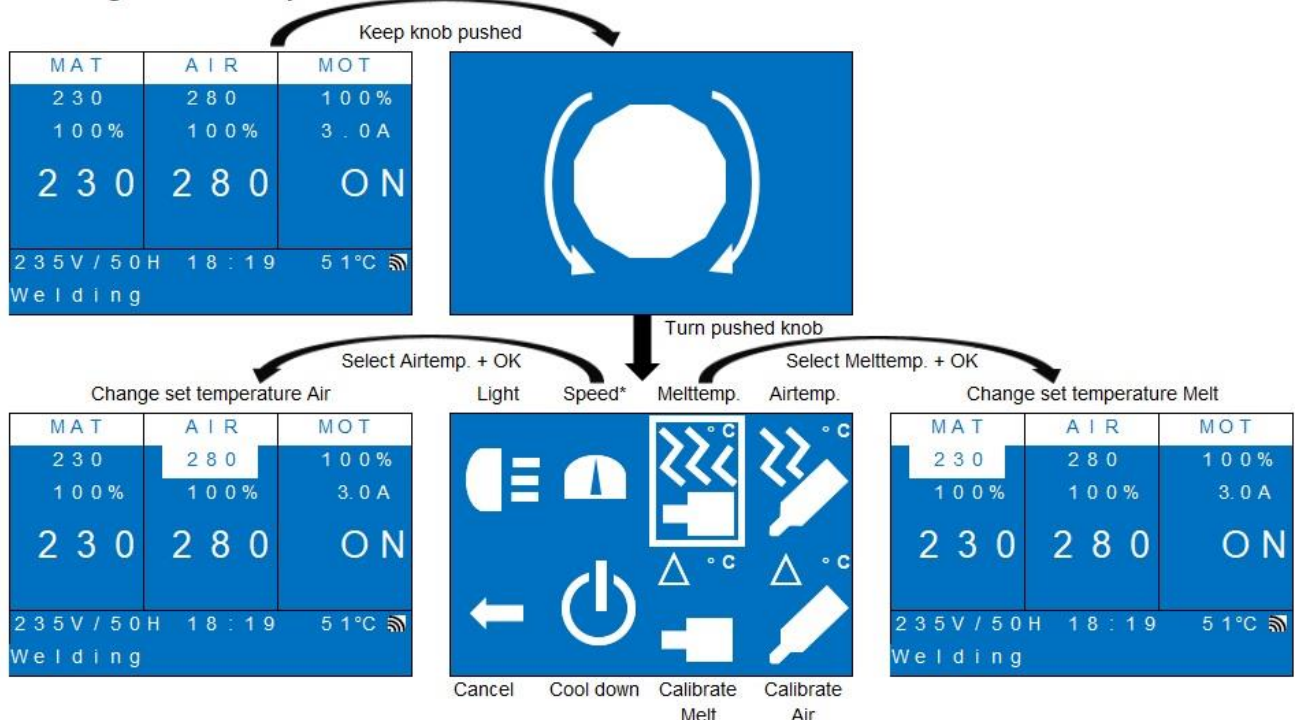 Keep knob pushed
MAT AIR MOT
230 280 100%
100% 100% 3.0A
230 280 ON
235V/50H 18:19 51°C
Welding
Turn pushed knob
Select Airtemp. + OK
Select Melttemp. + OK
Change set temperature Air
MAT AIR MOT
230 280 100%
100% 100% 3.0A
230 280 ON
235V/50H 18:19 51°C
Welding
Light Speed* Melttemp. Airtemp.
°C °C
°C °C
Cancel Cool down Calibrate Melt Calibrate Air
Change set temperature Melt
MAT AIR MOT
230 280 100%
100% 100% 3.0A
230 280 ON
235V/50H 18:19 51°C
Welding